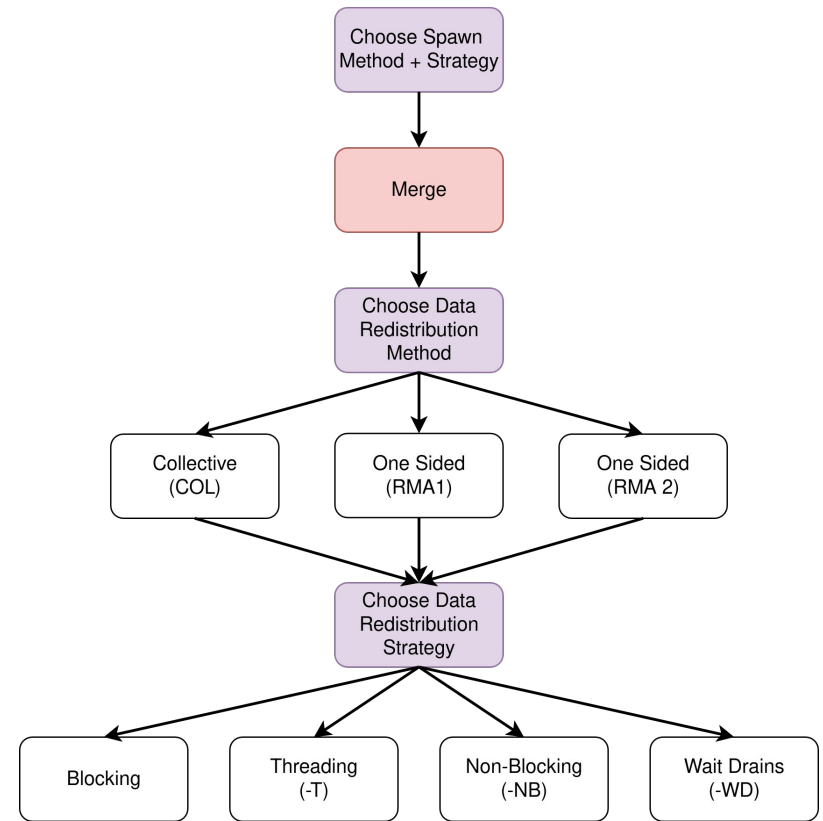 Choose Spawn
Method + Strategy
Merge
Choose Data
Redistribution
Method
Collective
(COL)
One Sided
(RMA1)
One Sided
(RMA 2)
Choose Data
Redistribution
Strategy
Blocking
Threading
(-T)
Non-Blocking
(-NB)
Wait Drains
(-WD)